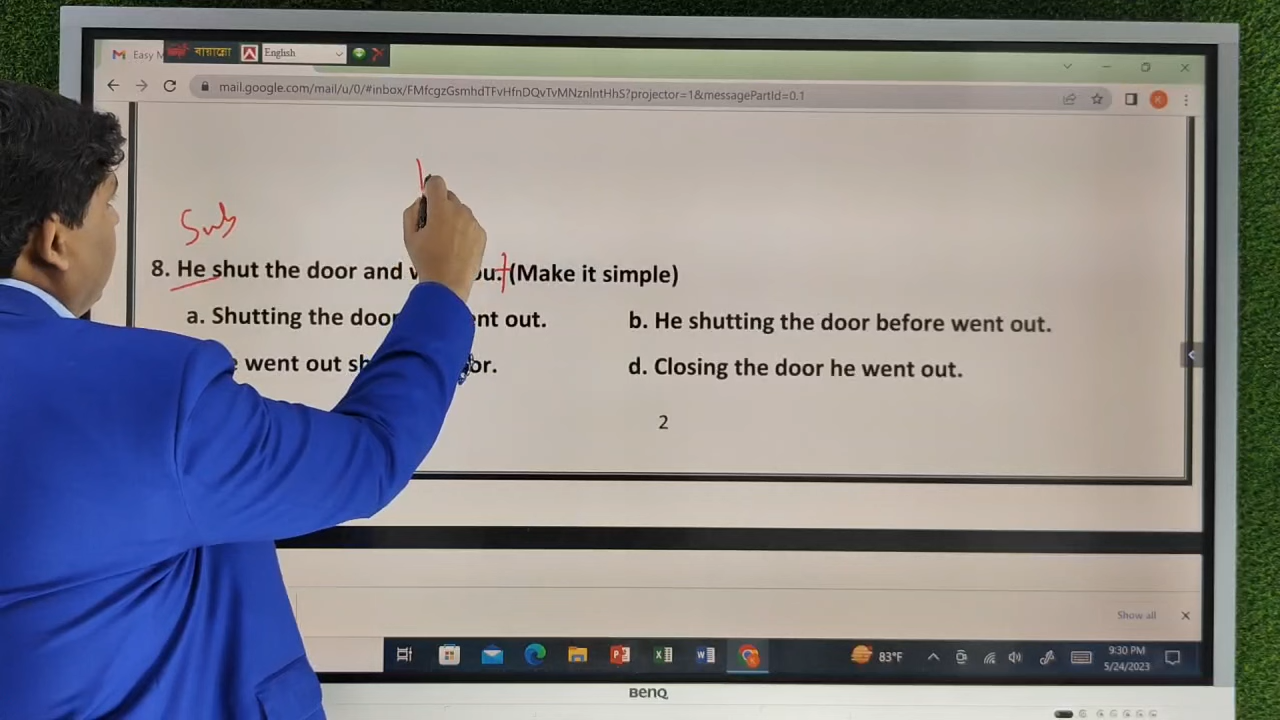 Easy M বায়ান্নো English
mail.google.com/mail/u/0/#inbox/FMfcgzGsmhdTFvHfnDQvTvMNznlntHhS?projector=1&messagePartId=0.1
Sub
8. He shut the door and ou. (Make it simple)
a. Shutting the doo nt out. b. He shutting the door before went out.
went out sh or. d. Closing the door he went out.
2
Show all
83°F 9:30 PM
5/24/2023
BenQ